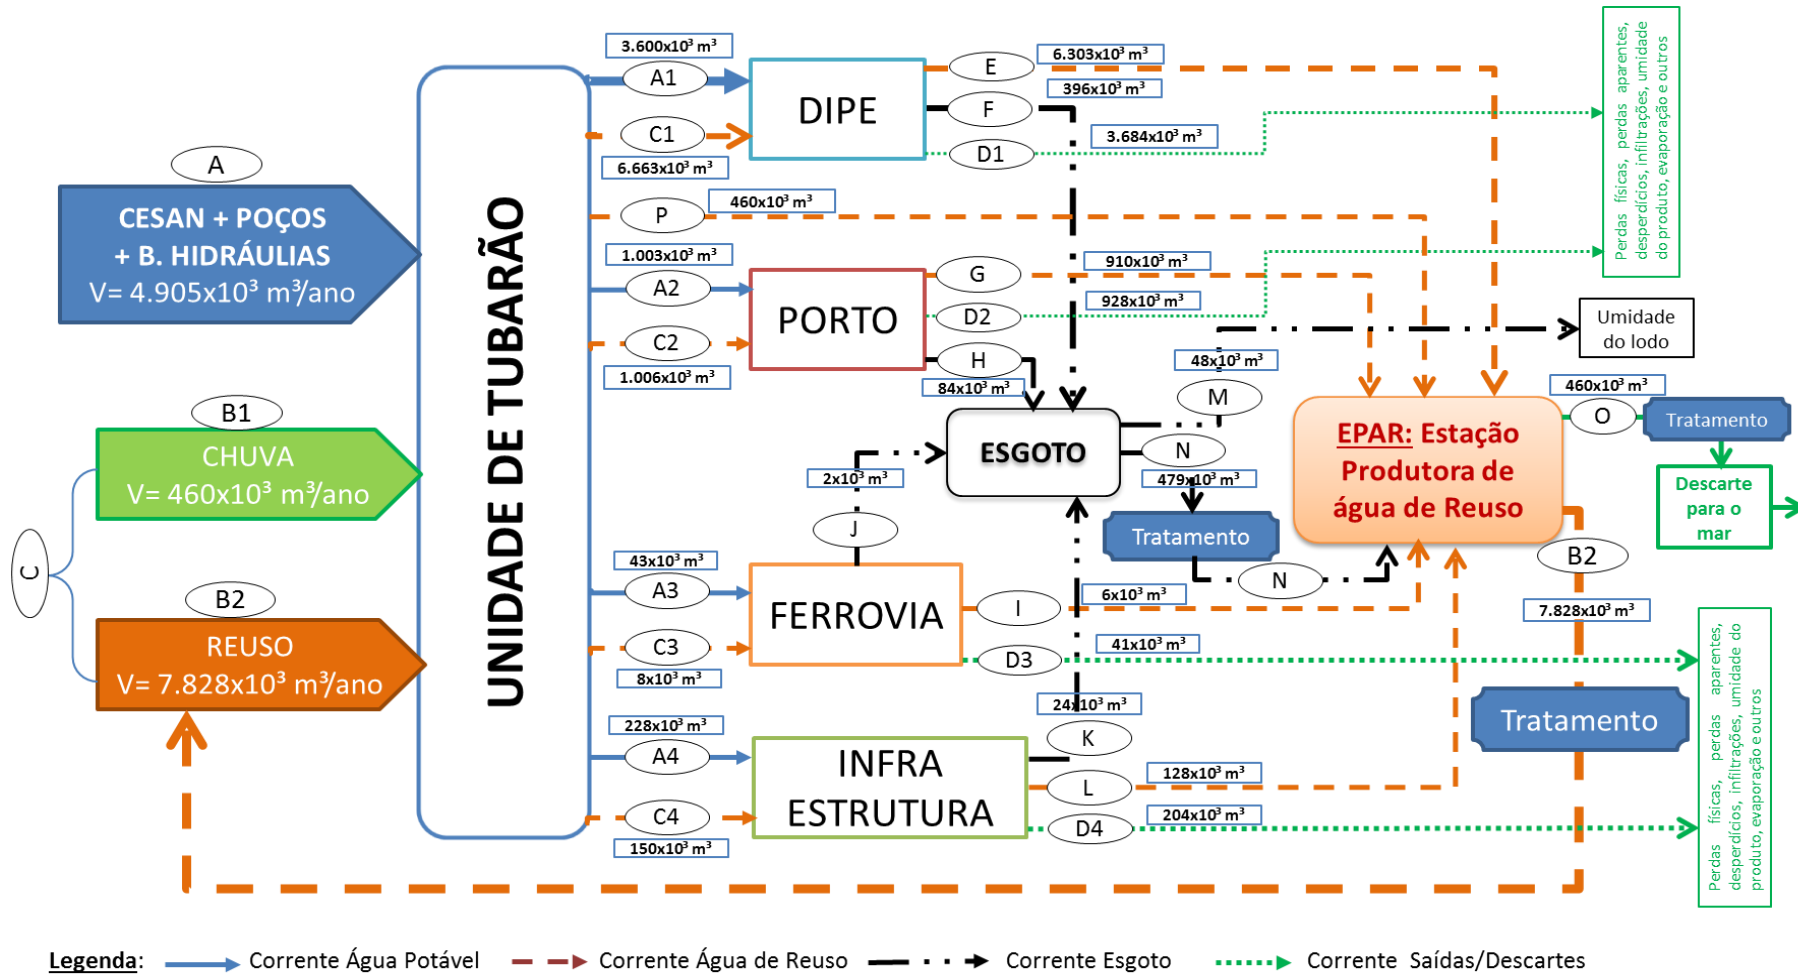 A
CESAN + POÇOS
+ B. HIDRÁULIAS
V= 4.905x10³ m³/ano
B1
CHUVA
V= 460x10³ m³/ano
C
B2
REUSO
V= 7.828x10³ m³/ano
UNIDADE DE TUBARÃO
3.600x10³ m³
A1
C1
6.663x10³ m³
DIPE
E
6.303x10³ m³
396x10³ m³
F
D1
3.684x10³ m³
P
460x10³ m³
1.003x10³ m³
A2
C2
1.006x10³ m³
PORTO
G
910x10³ m³
D2
928x10³ m³
H
84x10³ m³
ESGOTO
48x10³ m³
M
N
479x10³ m³
Tratamento
N
Umidade
do lodo
2x10³ m³
J
43x10³ m³
A3
C3
8x10³ m³
FERROVIA
I
6x10³ m³
D3
41x10³ m³
24x10³ m³
K
228x10³ m³
A4
C4
150x10³ m³
INFRA
ESTRUTURA
L
128x10³ m³
D4
204x10³ m³
EPAR: Estação
Produtora de
água de Reuso
460x10³ m³
O
Tratamento
Descarte
para o
mar
B2
7.828x10³ m³
Tratamento
Perdas físicas, perdas aparentes,
desperdícios, infiltrações, umidade
do produto, evaporação e outros
Perdas físicas, perdas aparentes,
desperdícios, infiltrações, umidade do
produto, evaporação e outros
Legenda: Corrente Água Potável Corrente Água de Reuso Corrente Esgoto Corrente Saídas/Descartes